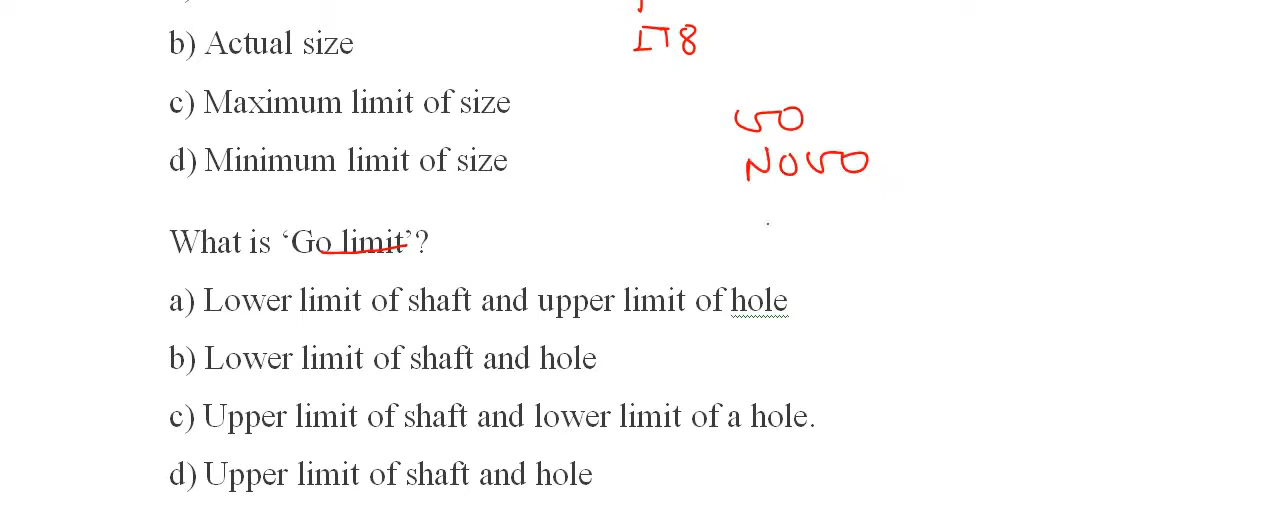 b) Actual size
IT8
c) Maximum limit of size
GO
d) Minimum limit of size
NOGO
What is ‘Go limit’?
a) Lower limit of shaft and upper limit of hole
b) Lower limit of shaft and hole
c) Upper limit of shaft and lower limit of a hole.
d) Upper limit of shaft and hole